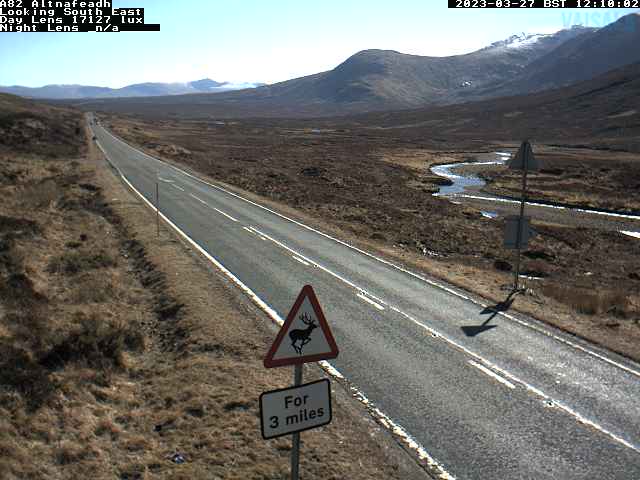 A82 Altnafeadh
Looking South East
Day Lens 17127 lux
Night Lens n/a
2023-03-27 BST 12:10:02
VAISALA
For
3 miles